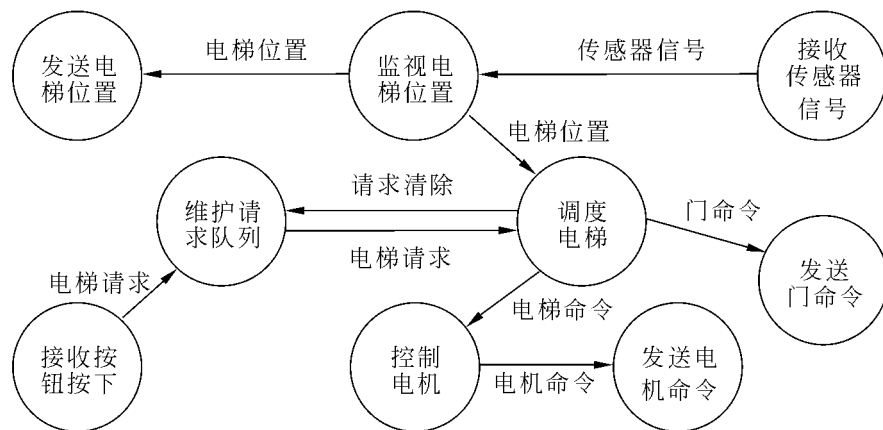 电梯位置
传感器信号
发送电
梯位置
监视电
梯位置
接收
传感器
信号
电梯位置
请求清除
维护请
求队列
调度
电梯
门命令
电梯请求
电梯请求
发送
门命令
电梯命令
接收按
钮按下
控制
电机
电机命令
发送电
机命令